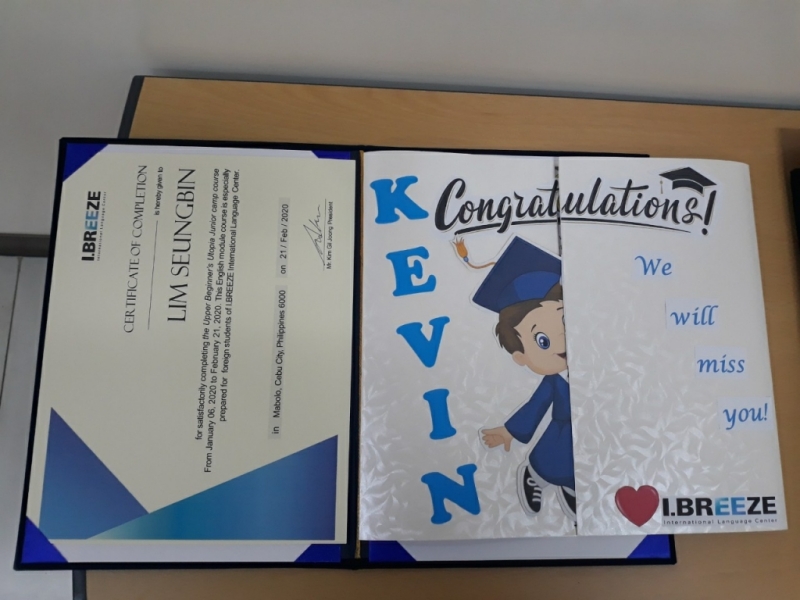 I.BREEZE
International Language Center
CERTIFICATE OF COMPLETION
is hereby given to
LIM SEUNGBIN
for satisfactorily completing the Upper Beginner's Utopia Junior camp course
From January 06, 2020 to February 21, 2020. This English module course is especially
prepared for foreign students of I.BREEZE International Language Center.
in Mabolo, Cebu City, Philippines 6000 on 21 / Feb / 2020
Mr. Kim Gil Joong President
KEVIN
Congratulations!
We
will
miss
you!
I.BREEZE
International Language Center